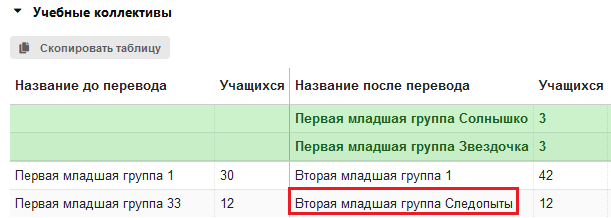 Учебные коллективы
Скопировать таблицу
Название до перевода Учащихся Название после перевода Учащихся
Первая младшая группа Солнышко 3
Первая младшая группа Звездочка 3
Первая младшая группа 1 30 Вторая младшая группа 1 42
Первая младшая группа 33 12 Вторая младшая группа Следопыты 12